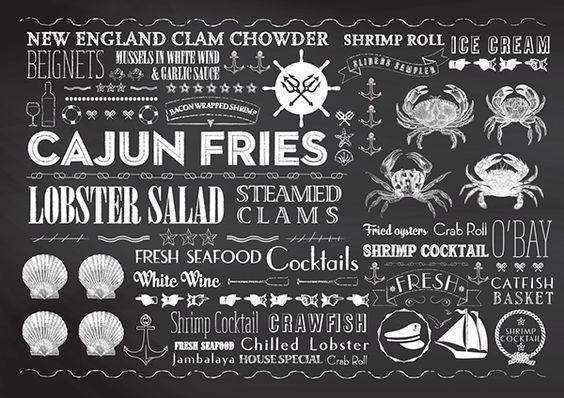 NEW ENGLAND CLAM CHOWDER
BEIGNETS
MUSSELS IN WHITE WIND
& GARLIC SAUCE
SHRIMP ROLL
ICE CREAM
SLIDERS SAMPLER
BACON WRAPPED SHRIMP
CAJUN FRIES
LOBSTER SALAD
STEAMED
CLAMS
Fried oysters Crab Roll
SHRIMP COCKTAIL
O'BAY
FRESH SEAFOOD
Cocktails
White Wine
FRESH
CATFISH
BASKET
Shrimp Cocktail
CRAWFISH
FRESH SEAFOOD
Chilled Lobster
Jambalaya
HOUSE SPECIAL
Crab Roll
SHRIMP
COCKTAIL